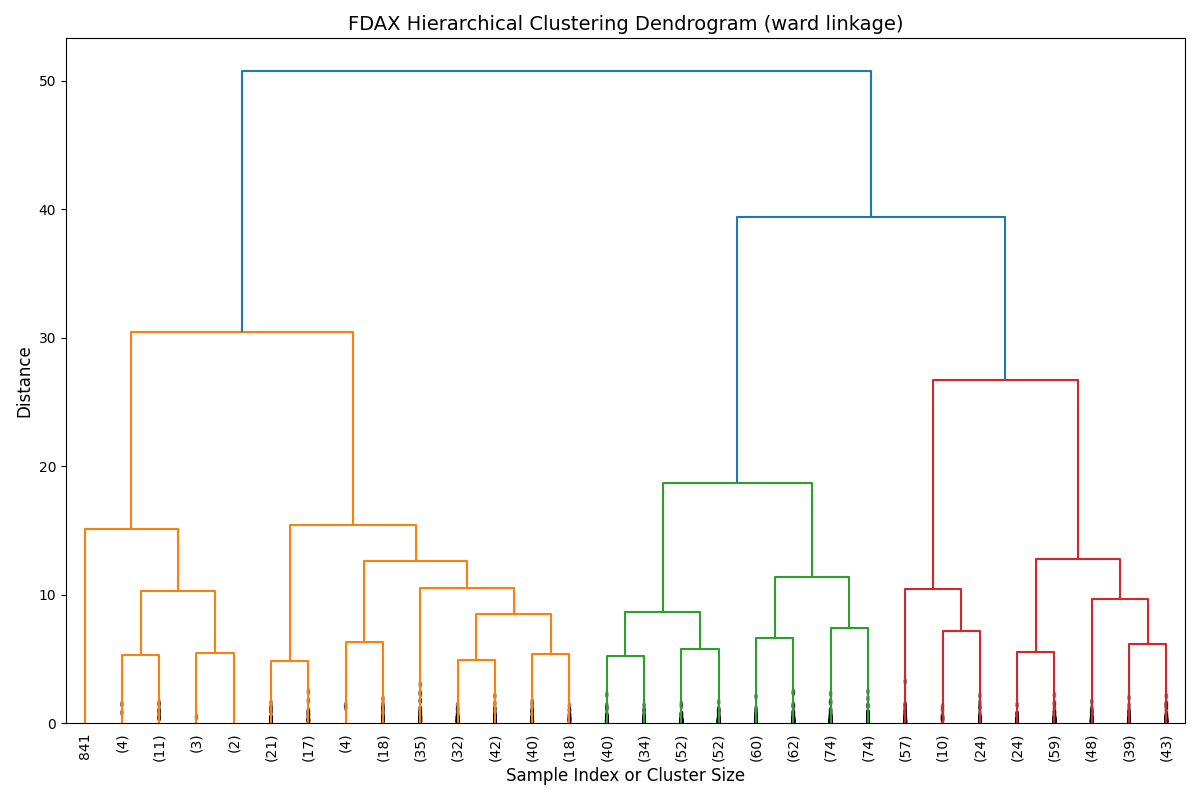 FDAX Hierarchical Clustering Dendrogram (ward linkage)
50
40
30
20
10
0
Distance
841 (4) (11) (3) (2) (21) (17) (4) (18) (35) (32) (42) (40) (18) (40) (34) (52) (52) (60) (62) (74) (74) (57) (10) (24) (24) (59) (48) (39) (43)
Sample Index or Cluster Size